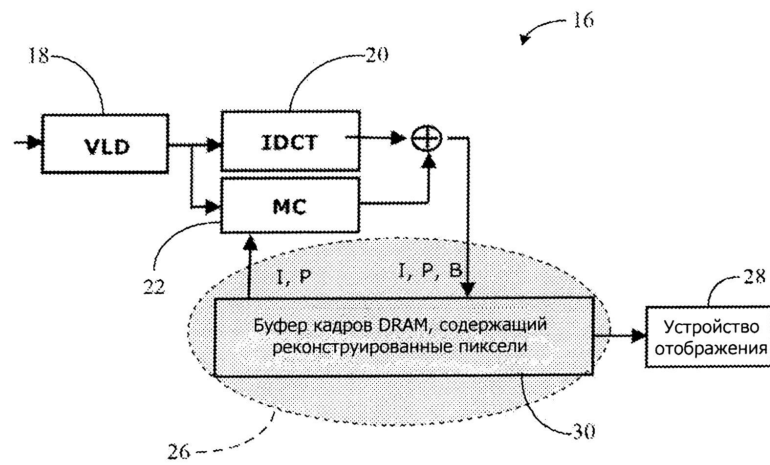 16
18
20
VLD
IDCT
MC
22
I, P
I, P, B
28
Буфер кадров DRAM, содержащий
реконструированные пиксели
Устройство
отображения
26
30